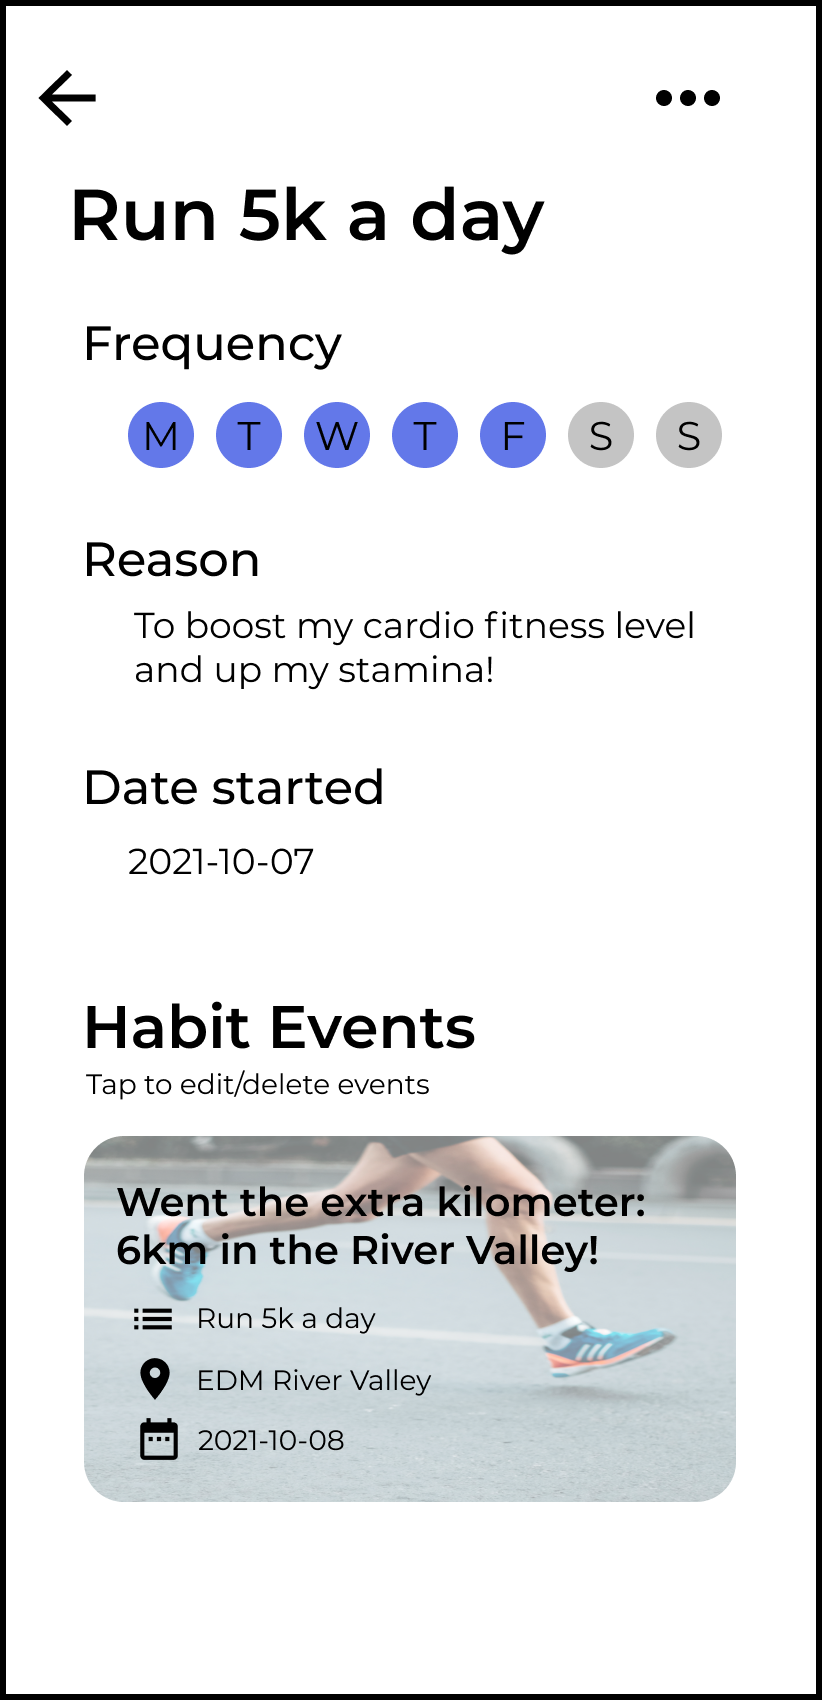 Run 5k a day
Frequency
M T W T F S S
Reason
To boost my cardio fitness level
and up my stamina!
Date started
2021-10-07
Habit Events
Tap to edit/delete events
Went the extra kilometer:
6km in the River Valley!
Run 5k a day
EDM River Valley
2021-10-08